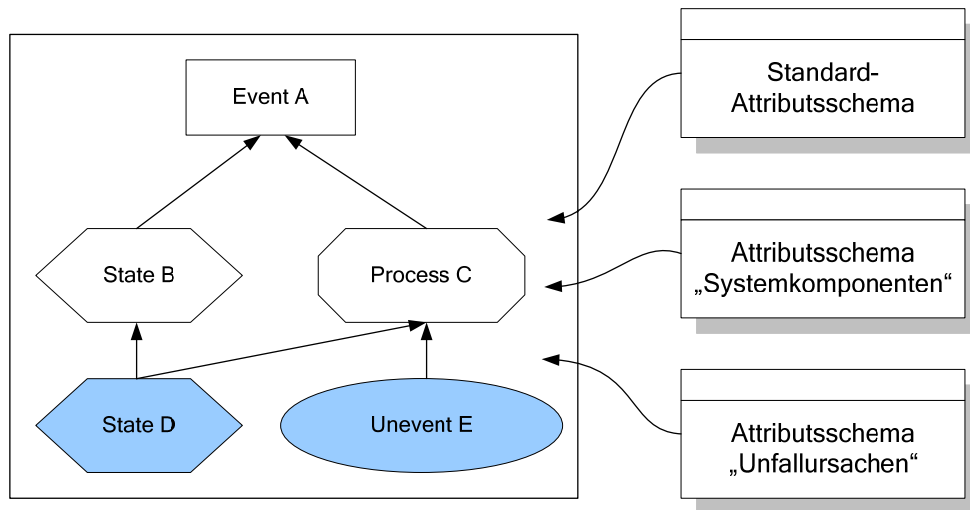 Event A
State B
Process C
State D
Unevent E
Standard-
Attributsschema
Attributsschema
„Systemkomponenten“
Attributsschema
„Unfallursachen“